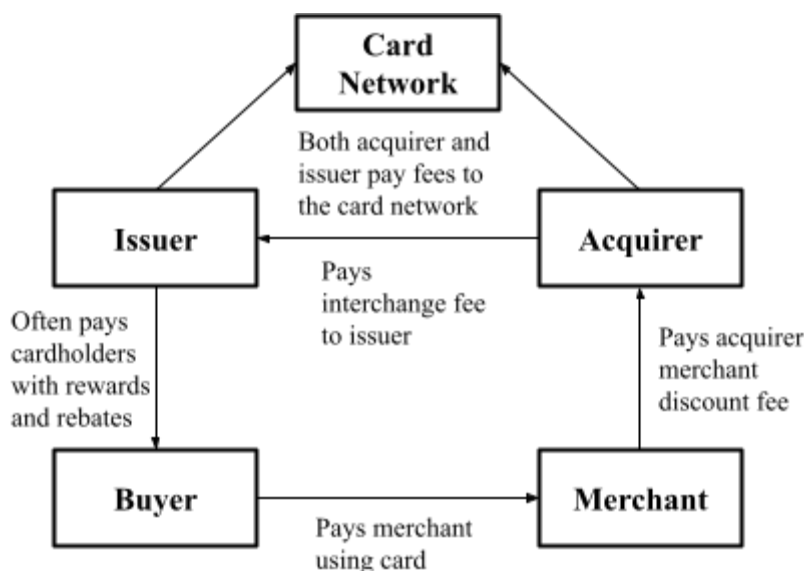 Card
Network
Both acquirer and
issuer pay fees to
the card network
Issuer
Acquirer
Pays
interchange fee
to issuer
Often pays
cardholders
with rewards
and rebates
Pays acquirer
merchant
discount fee
Buyer
Merchant
Pays merchant
using card